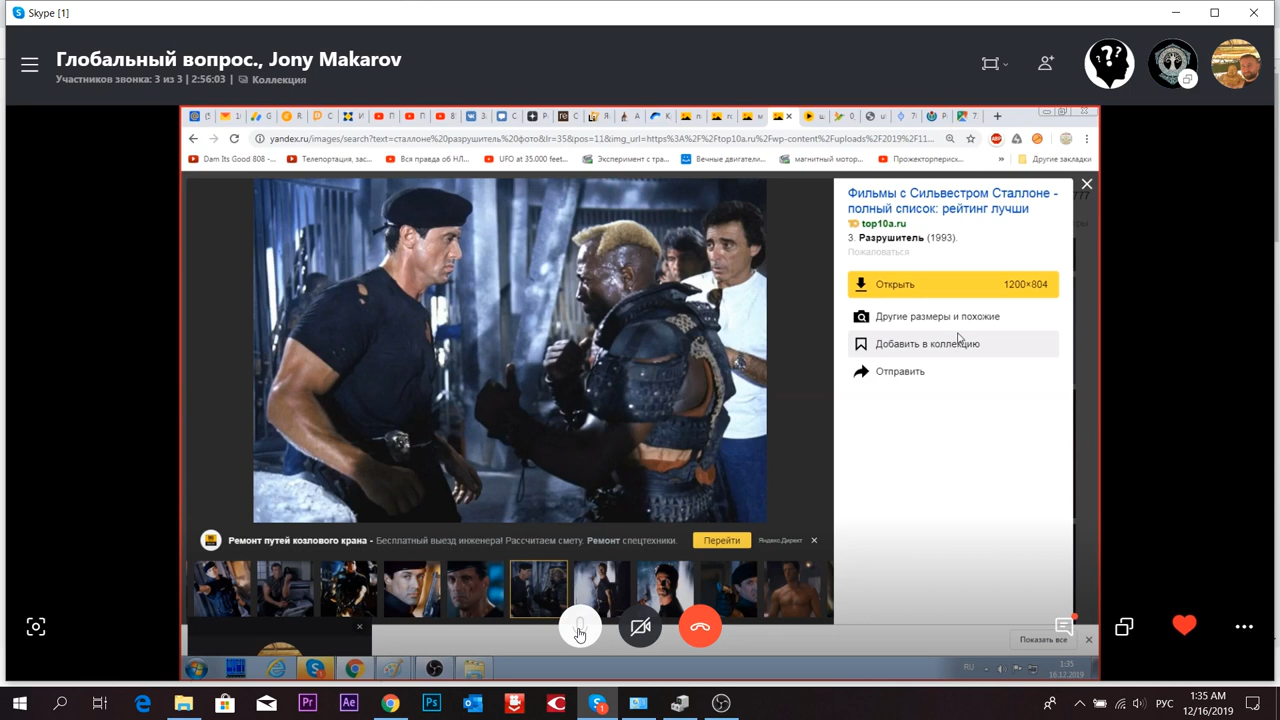 Skype [1]
Глобальный вопрос., Jony Makarov
Участников звонка: 3 из 3 | 2:56:03 | Коллекция
yandex.ru/images/search?text=сталлоне%20разрушитель%20фото&lr=35&pos=11&img_url=https%3A%2F%2Ftop10a.ru%2Fwp-content%2Fuploads%2F2019%2F11...
Dam Its Good 808 -...
Телепортация, зас...
Вся правда об НЛ...
UFO at 35.000 feet...
Эксперимент с тра...
Вечные двигатели...
магнитный мотор...
Прожекторперисх...
»
Другие закладки
Фильмы с Сильвестром Сталлоне -
полный список: рейтинг лучши
top10a.ru
3. Разрушитель (1993).
Пожаловаться
Открыть 1200×804
Другие размеры и похожие
Добавить в коллекцию
Отправить
Ремонт путей козлового крана - Бесплатный выезд инженера! Рассчитаем смету. Ремонт спецтехники.
Перейти
Яндекс.Директ
Показать все
RU
1:35
16.12.2019
Pr
Ae
Ps
РУС
1:35 AM
12/16/2019